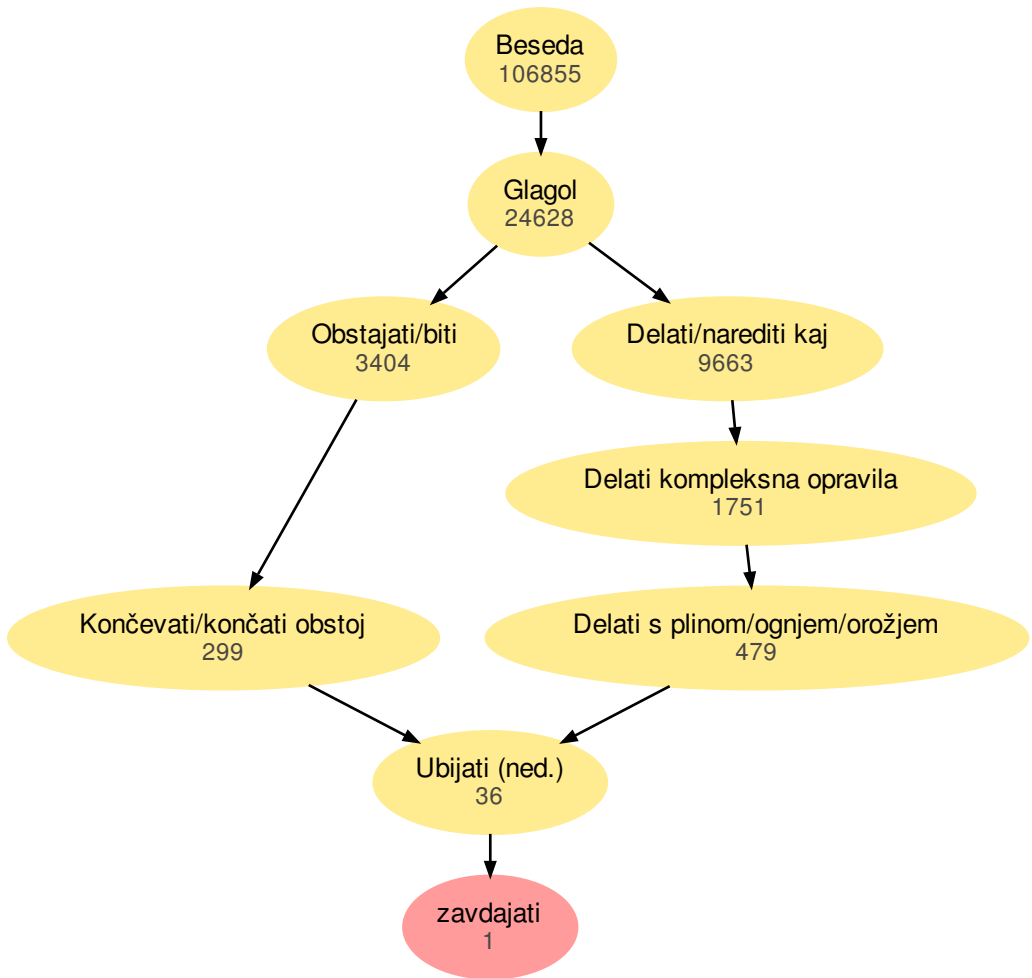 Beseda
106855
Glagol
24628
Obstajati/biti
3404
Delati/narediti kaj
9663
Delati kompleksna opravila
1751
Končevati/končati obstoj
299
Delati s plinom/ognjem/orožjem
479
Ubijati (ned.)
36
zavdajati
1